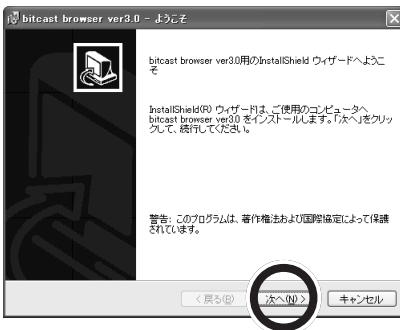 bitcast browser ver3.0 - ようこそ
bitcast browser ver3.0用のInstallShield ウィザードへようこ
そ
InstallShield(R) ウィザードは、ご使用のコンピュータへ
bitcast browser ver3.0 をインストールします。「次へ」をクリッ
クして、続行してください。
警告: このプログラムは、著作権法および国際協定によって保護
されています。
< 戻る(B)
次へ(N) >
キャンセル